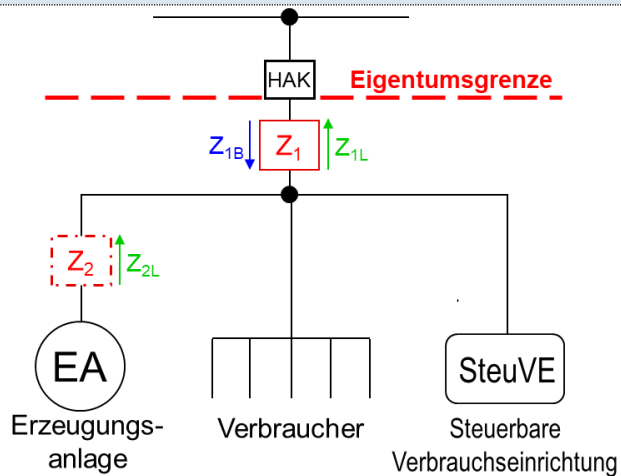 HAK
Eigentumsgrenze
Z1B
Z1
Z1L
Z2
Z2L
EA
SteuVE
Erzeugungs-
anlage
Verbraucher
Steuerbare
Verbrauchseinrichtung